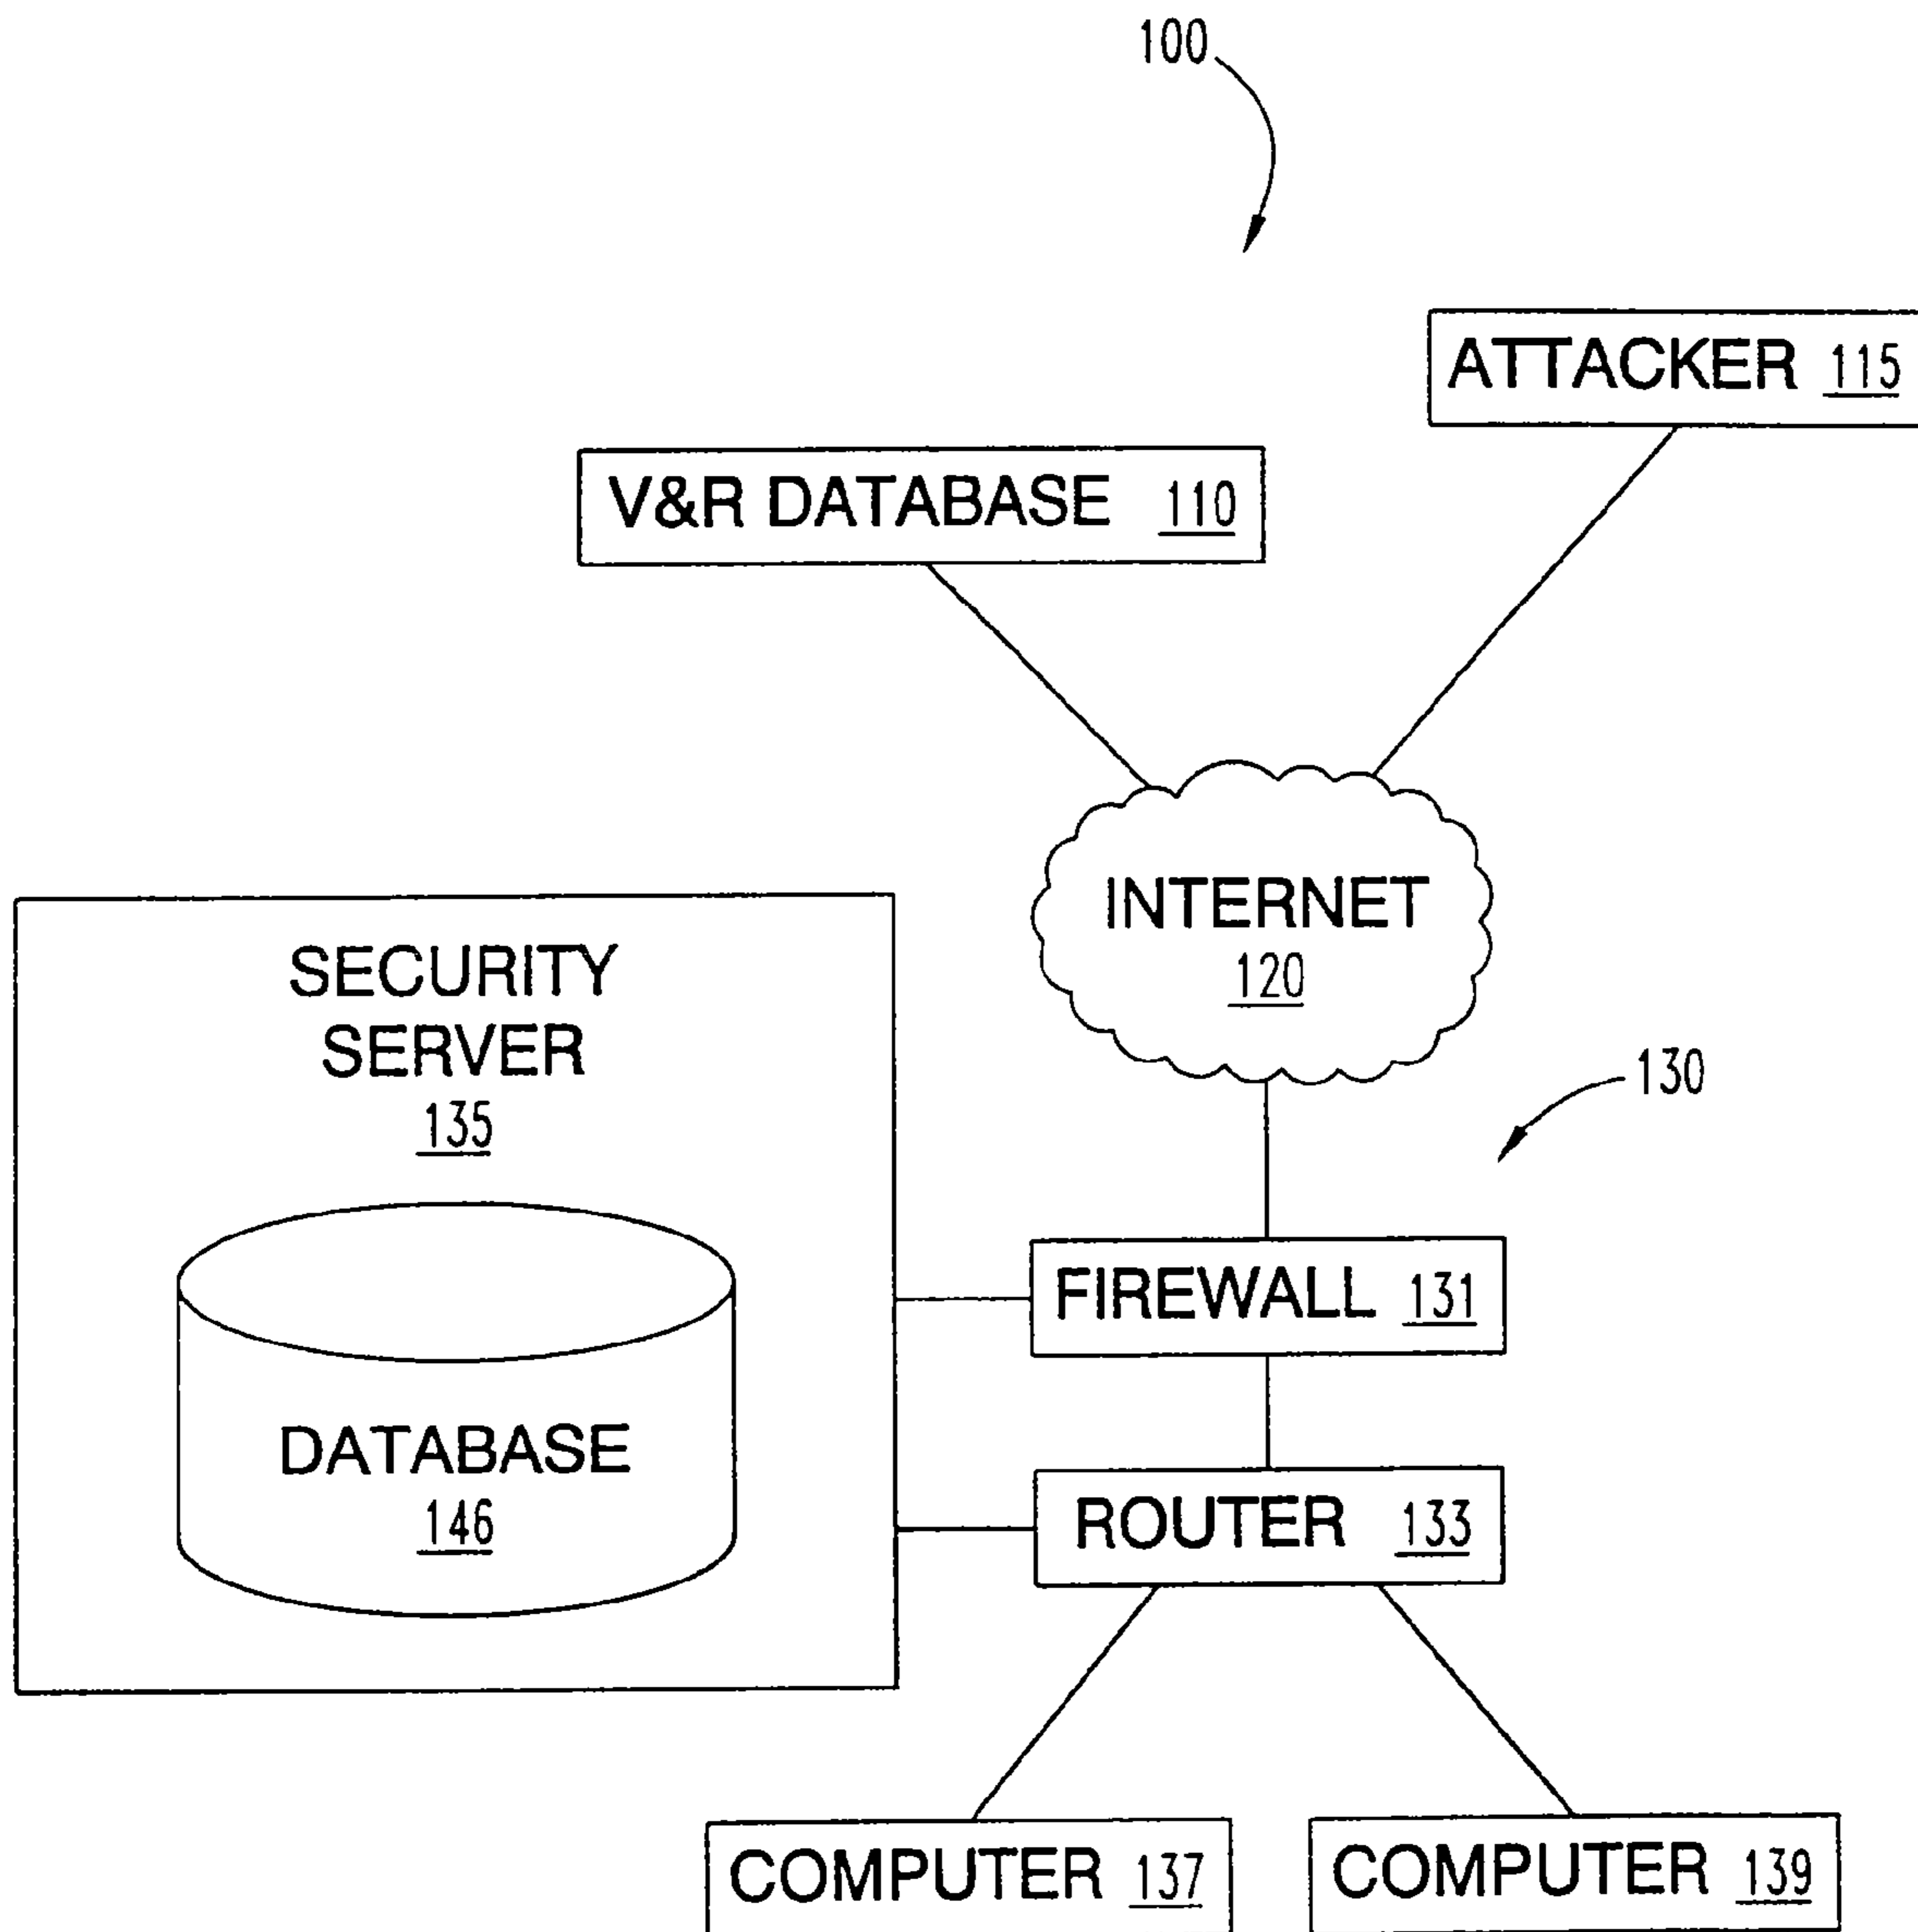 100
ATTACKER 115
V&R DATABASE 110
INTERNET
120
SECURITY
SERVER
135
130
FIREWALL 131
DATABASE
146
ROUTER 133
COMPUTER 137
COMPUTER 139